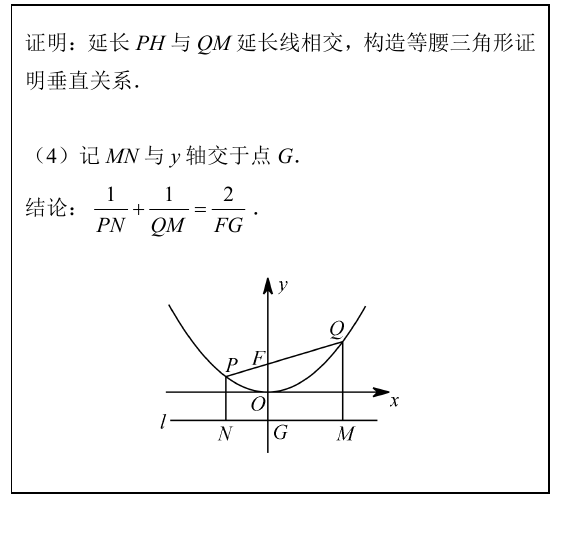 证明：延长 PH 与 QM 延长线相交，构造等腰三角形证
明垂直关系．
（4）记 MN 与 y 轴交于点 G．
结论：1/PN + 1/QM = 2/FG．
y
Q
P F
O x
l
N G M